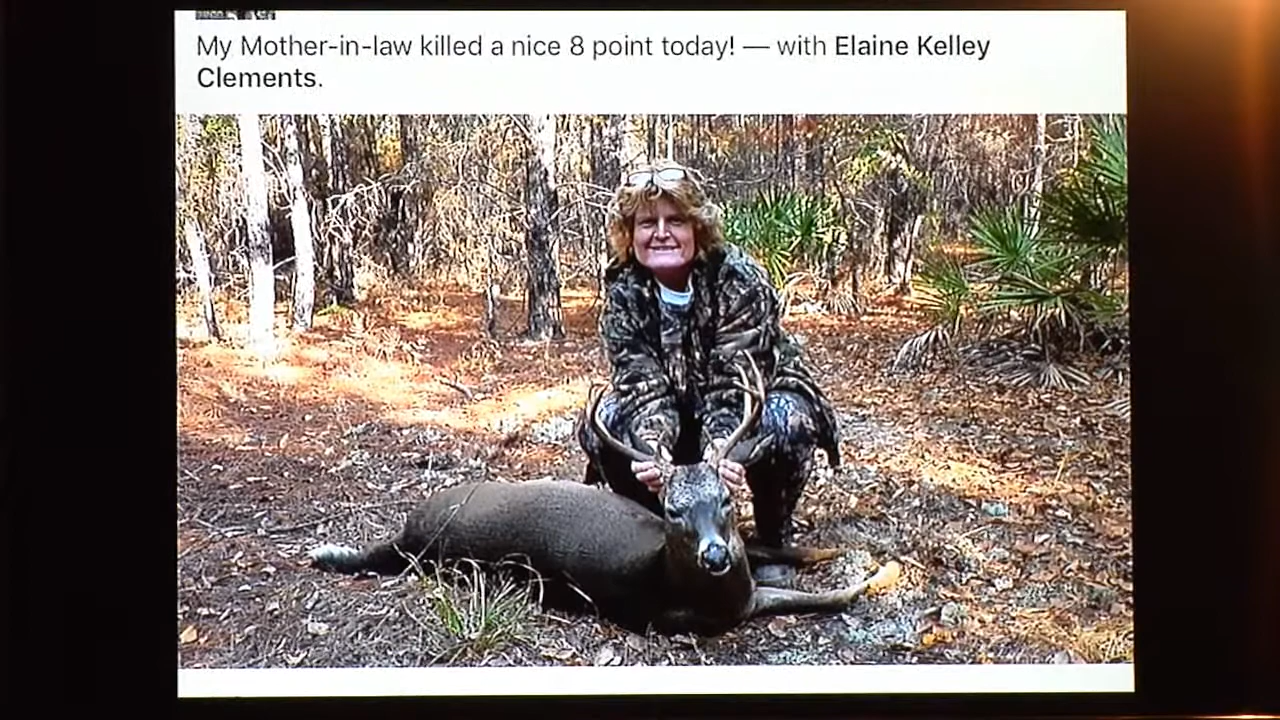 My Mother-in-law killed a nice 8 point today! — with Elaine Kelley
Clements.